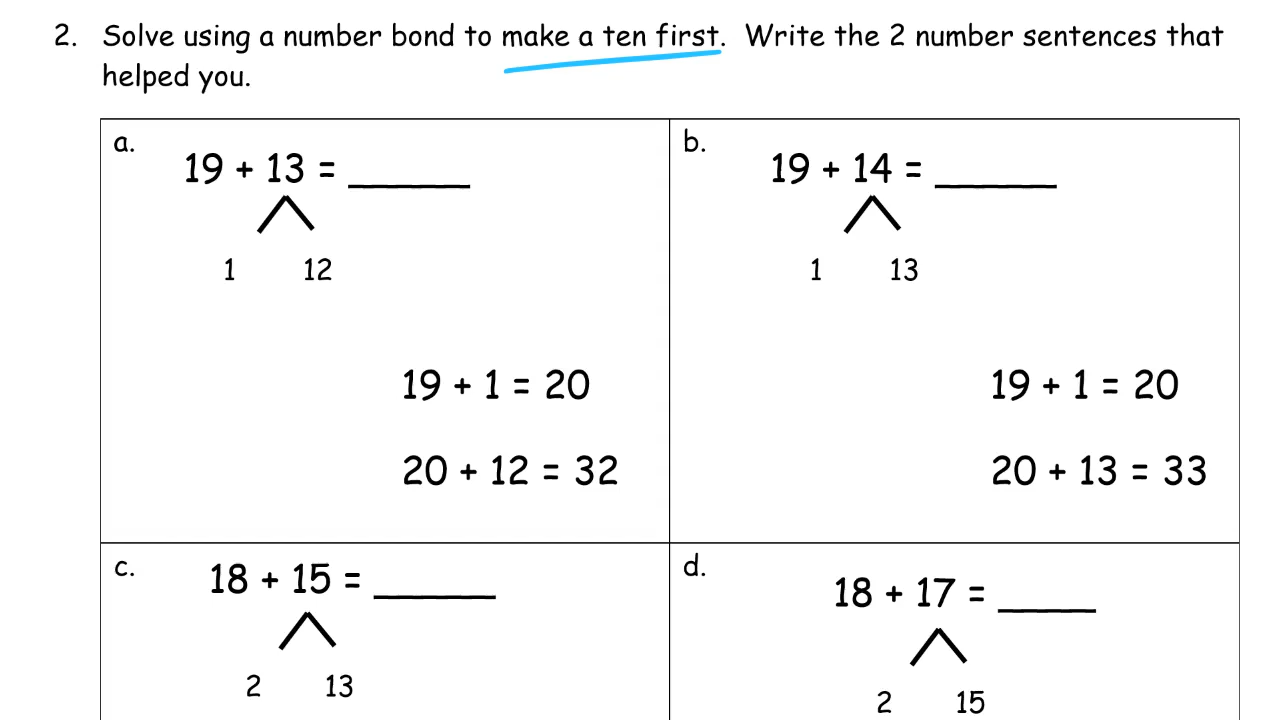 2. Solve using a number bond to make a ten first. Write the 2 number sentences that
helped you.
a.
19 + 13 = ______
1 12
19 + 1 = 20
20 + 12 = 32
b.
19 + 14 = ______
1 13
19 + 1 = 20
20 + 13 = 33
c.
18 + 15 = ______
2 13
d.
18 + 17 = _____
2 15